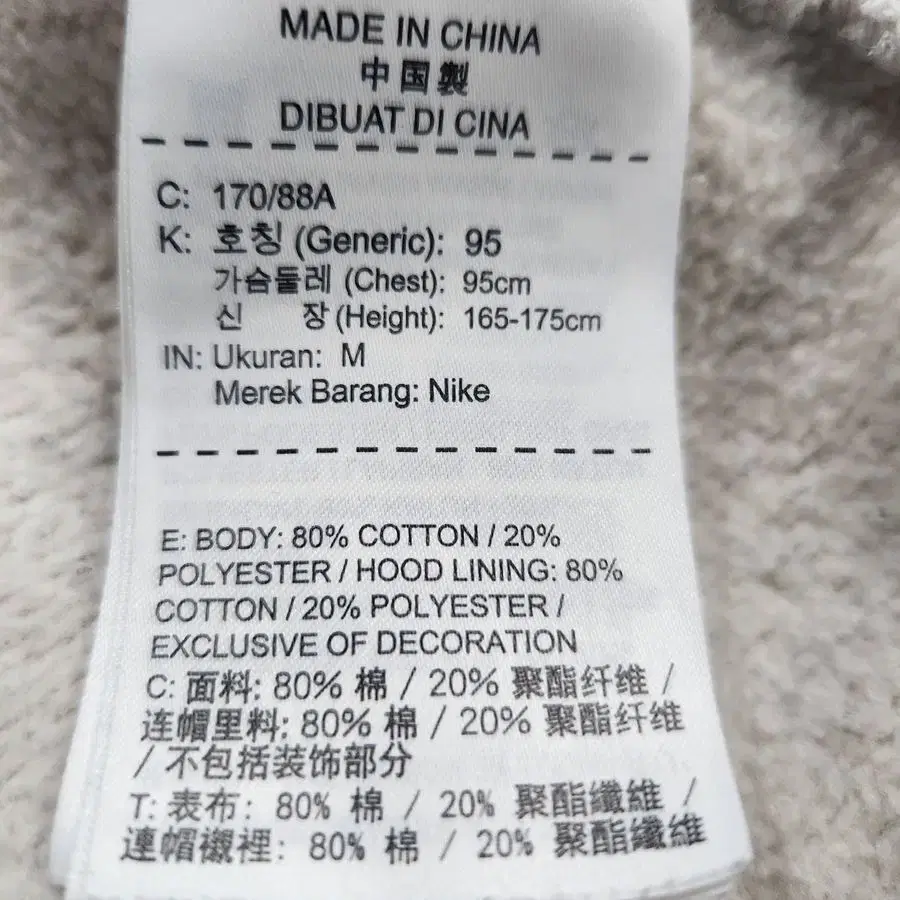 MADE IN CHINA
中国製
DIBUAT DI CINA
C: 170/88A
K: 호칭 (Generic): 95
가슴둘레 (Chest): 95cm
신 장 (Height): 165-175cm
IN: Ukuran: M
Merek Barang: Nike
E: BODY: 80% COTTON / 20%
POLYESTER / HOOD LINING: 80%
COTTON / 20% POLYESTER /
EXCLUSIVE OF DECORATION
C: 面料: 80% 棉 / 20% 聚酯纤维 /
连帽里料: 80% 棉 / 20% 聚酯纤维
/ 不包括装饰部分
T: 表布: 80% 棉 / 20% 聚酯纖維 /
連帽襯裡: 80% 棉 / 20% 聚酯纖維